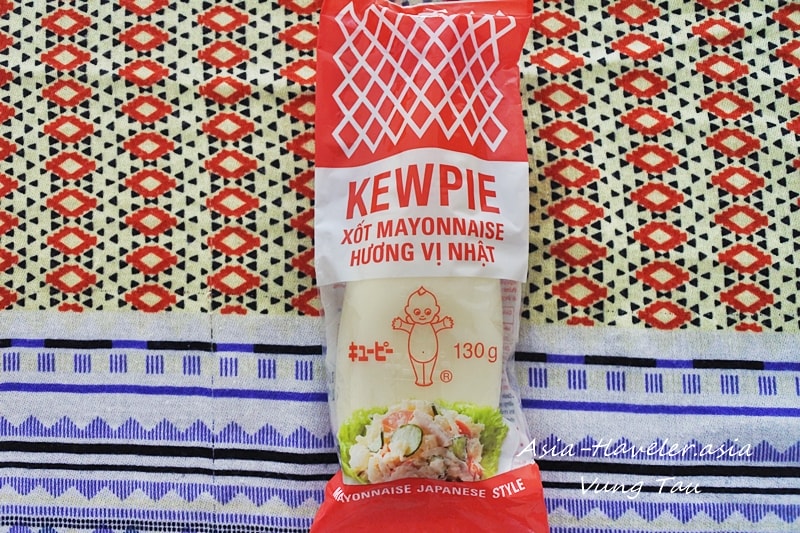 KEWPIE
XỐT MAYONNAISE
HƯƠNG VỊ NHẬT
キユーピー
130g
®
MAYONNAISE JAPANESE STYLE
Asia-Haveler.asia
Vung Tau